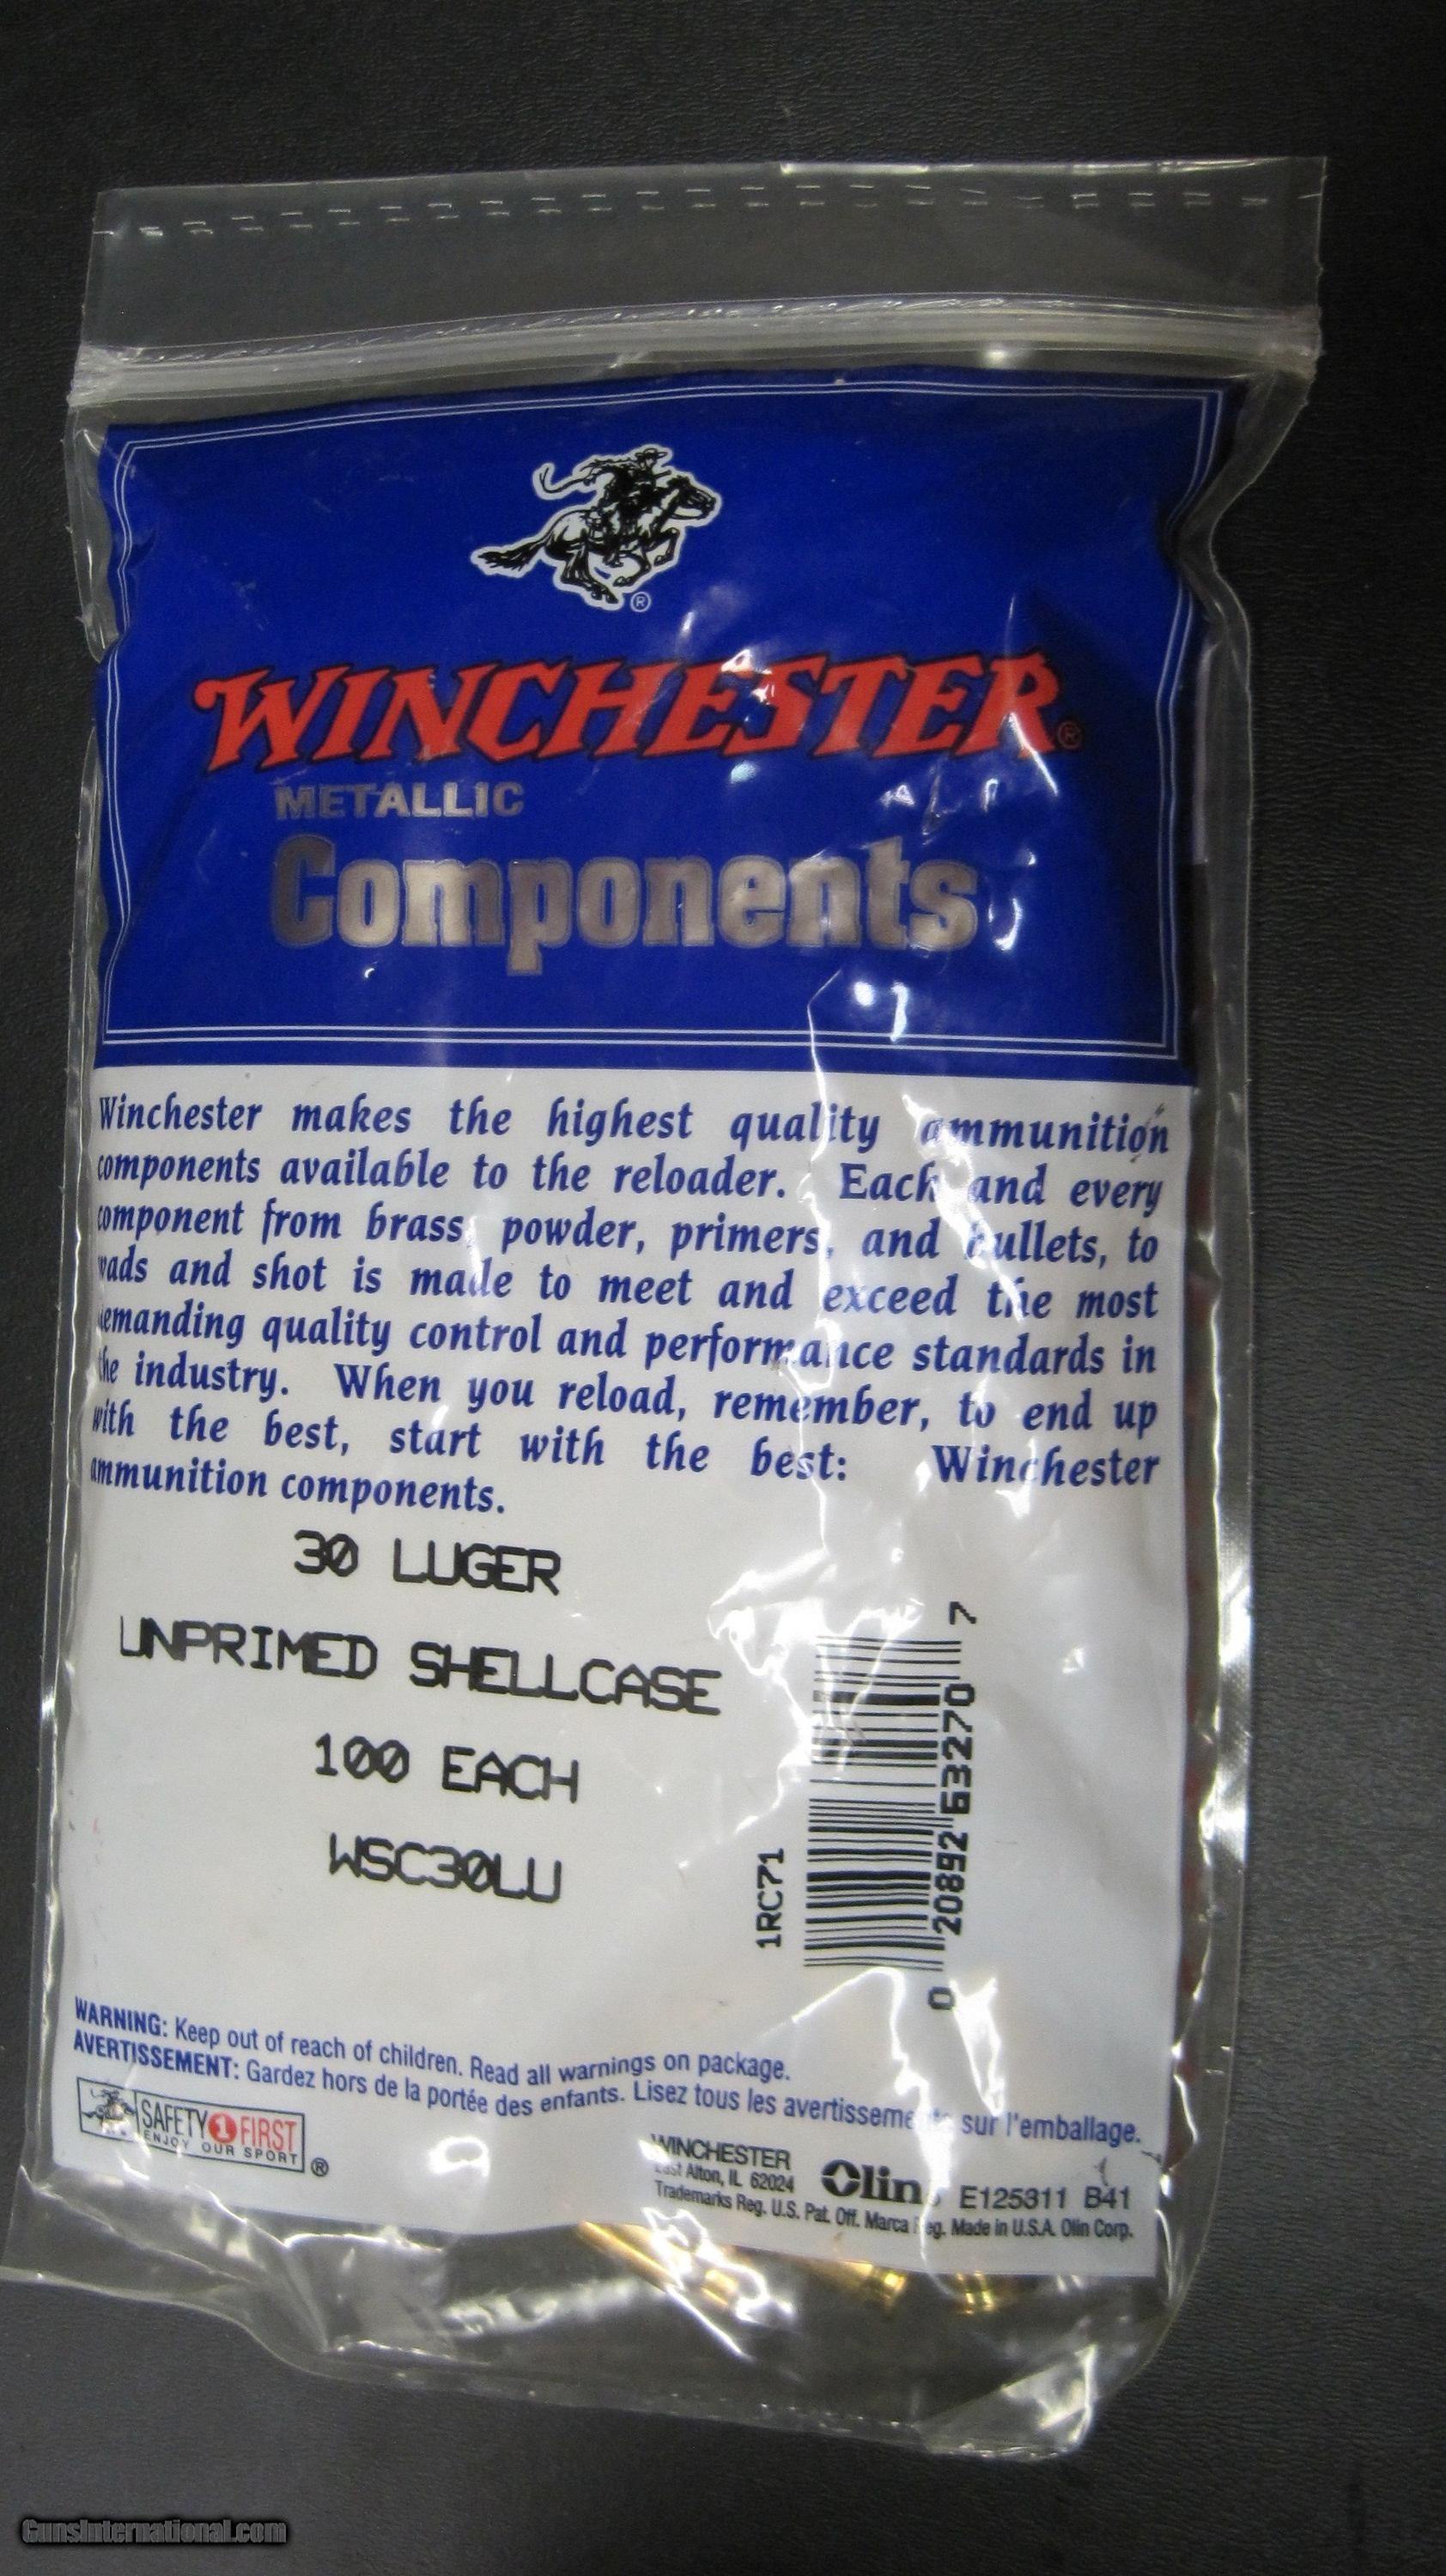 WINCHESTER®
METALLIC
Components
Winchester makes the highest quality ammunition
components available to the reloader. Each and every
component from brass, powder, primers, and bullets, to
wads and shot is made to meet and exceed the most
demanding quality control and performance standards in
the industry. When you reload, remember, to end up
with the best, start with the best: Winchester
ammunition components.
30 LUGER
UNPRIMED SHELLCASE
100 EACH
WSC30LU
1RC71
0 20892 63270 7
WARNING: Keep out of reach of children. Read all warnings on package.
AVERTISSEMENT: Gardez hors de la portée des enfants. Lisez tous les avertissements sur l'emballage.
SAFETY 1 FIRST
ENJOY OUR SPORT
®
WINCHESTER
East Alton, IL 62024
Olin® E125311 B41
Trademarks Reg. U.S. Pat. Off. Marca Reg. Made in U.S.A. Olin Corp.
GunsInternational.com